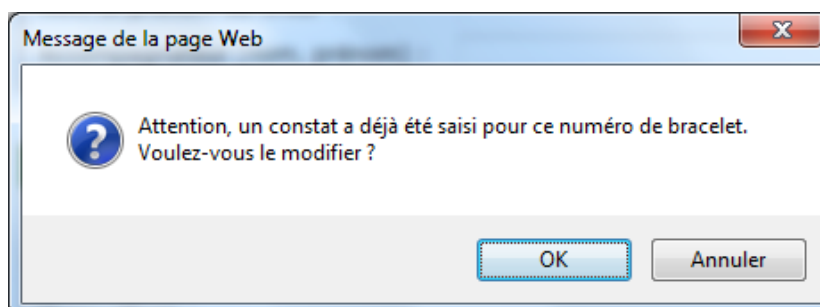 Message de la page Web
Attention, un constat a déjà été saisi pour ce numéro de bracelet.
Voulez-vous le modifier ?
OK
Annuler